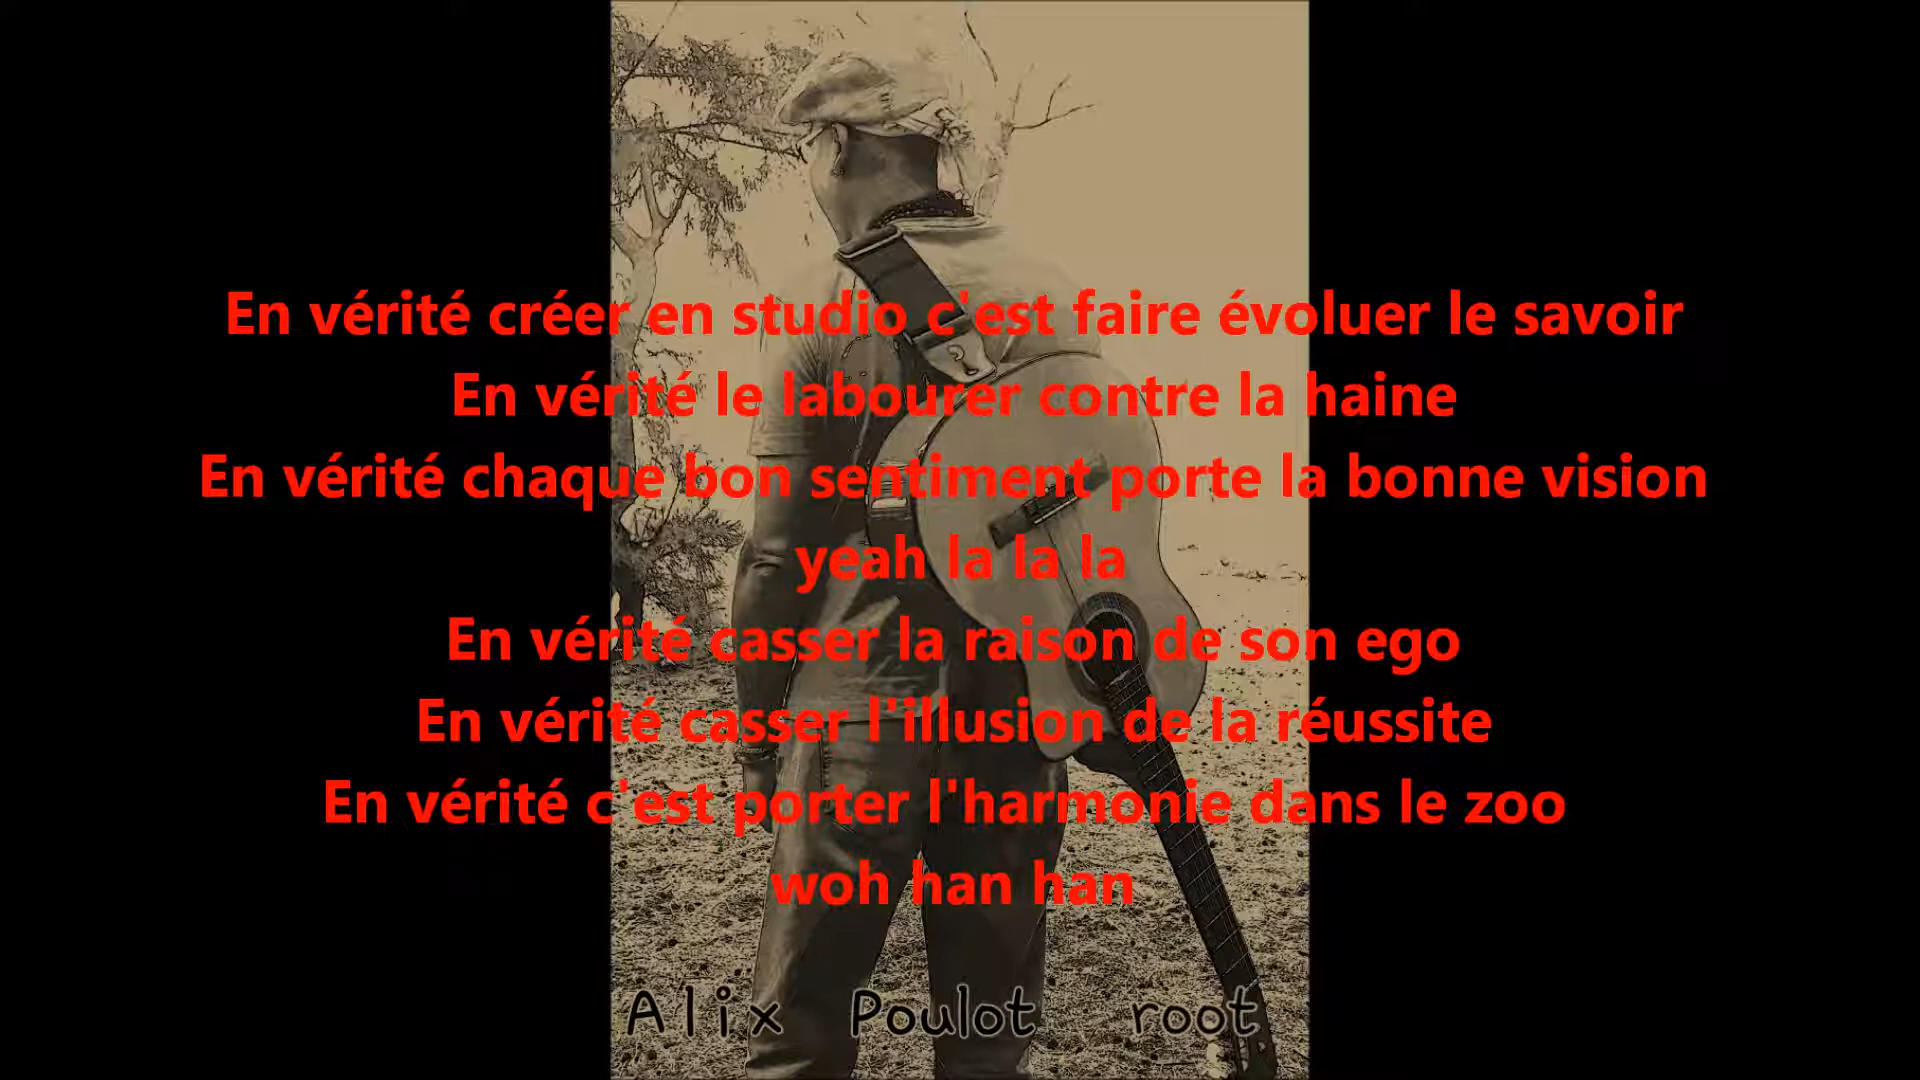 En vérité créer en studio c'est faire évoluer le savoir
En vérité le labourer contre la haine
En vérité chaque bon sentiment porte la bonne vision
yeah la la la
En vérité casser la raison de son ego
En vérité casser l'illusion de la réussite
En vérité c'est porter l'harmonie dans le zoo
woh han han
Alix Poulot root